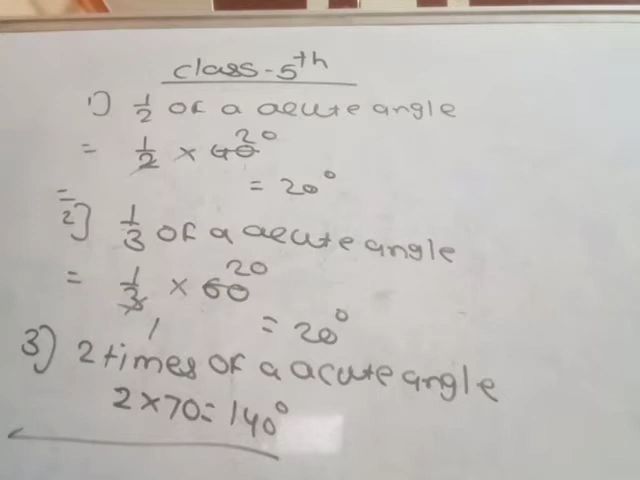 class-5th
1) 1/2 of a acute angle
= 1/2 × 40 20°
= 20°
=
2) 1/3 of a acute angle
= 1/3 × 60 20
1 = 20°
3) 2 times of a acute angle
2×70=140°